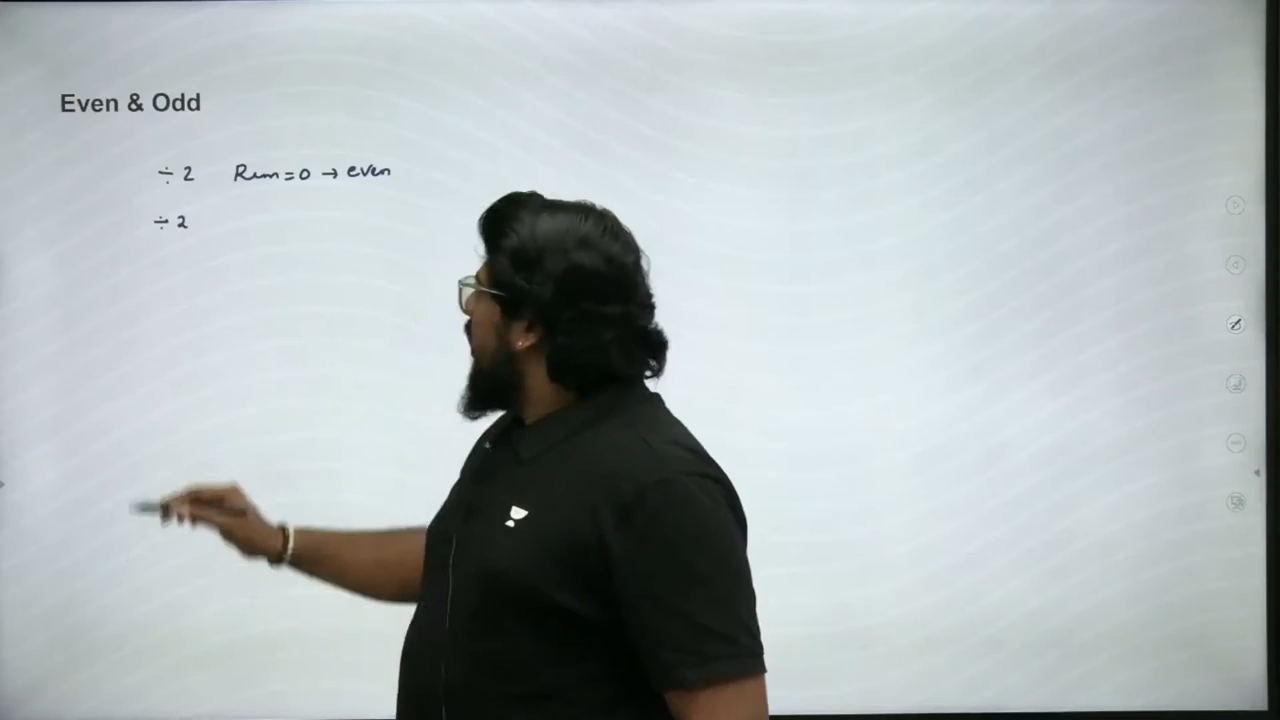 Even & Odd
÷ 2 Rem = 0 → even
÷ 2